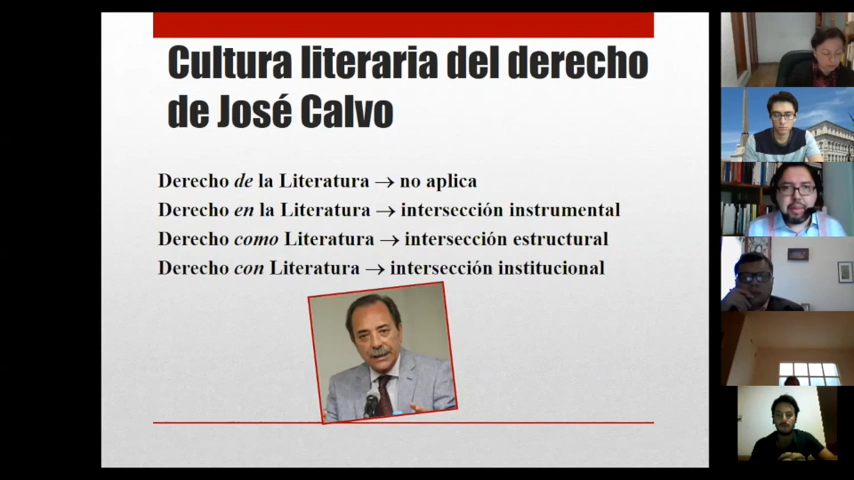 Cultura literaria del derecho
de José Calvo
Derecho de la Literatura → no aplica
Derecho en la Literatura → intersección instrumental
Derecho como Literatura → intersección estructural
Derecho con Literatura → intersección institucional